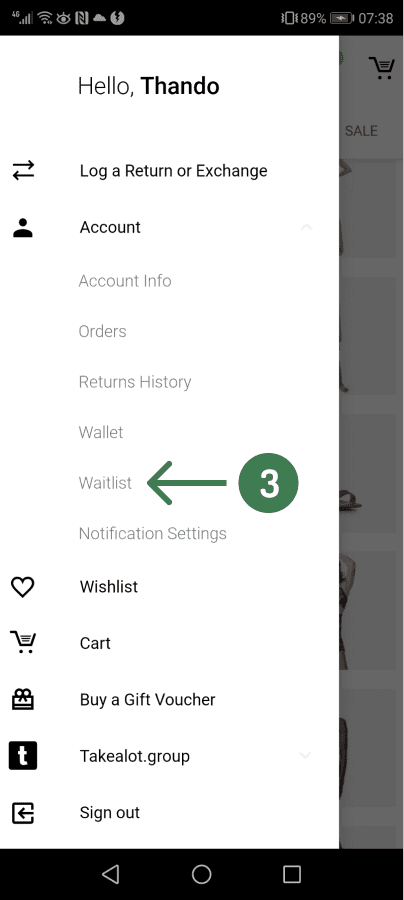 4G 89% 07:38
Hello, Thando
SALE
Log a Return or Exchange
Account
Account Info
Orders
Returns History
Wallet
Waitlist 3
Notification Settings
Wishlist
Cart
Buy a Gift Voucher
t Takealot.group
Sign out